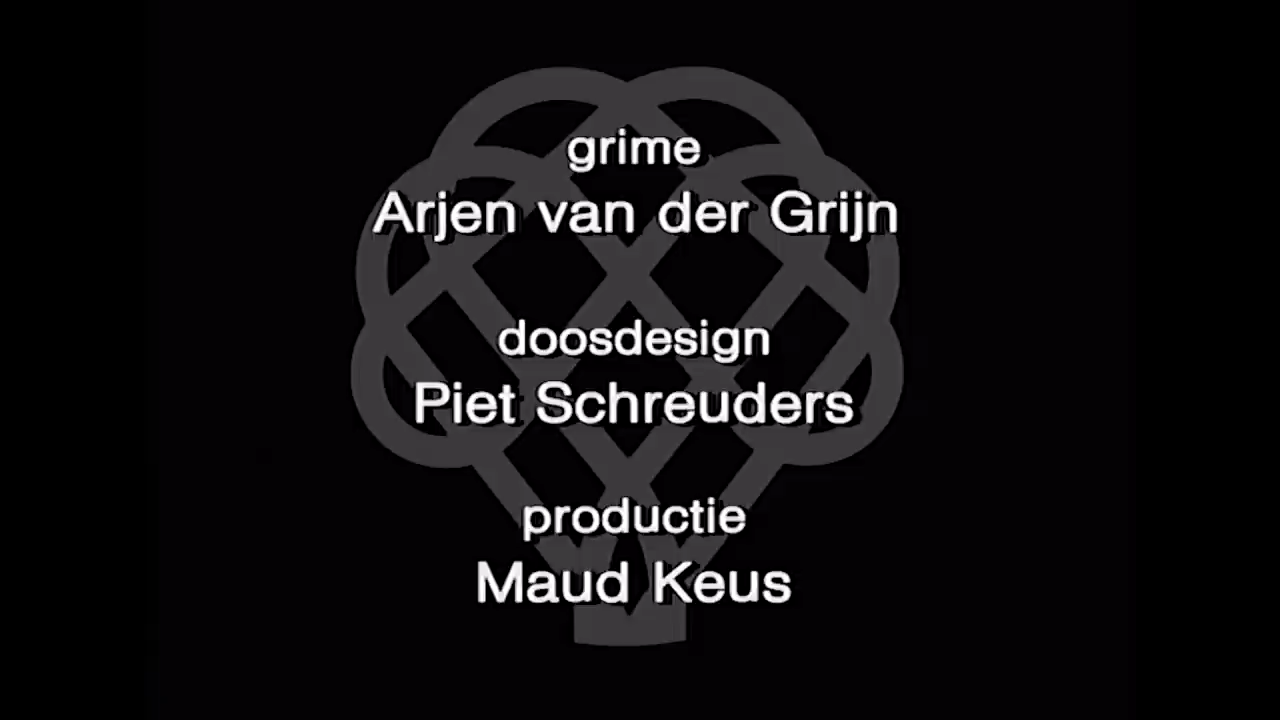 grime
Arjen van der Grijn
doosdesign
Piet Schreuders
productie
Maud Keus